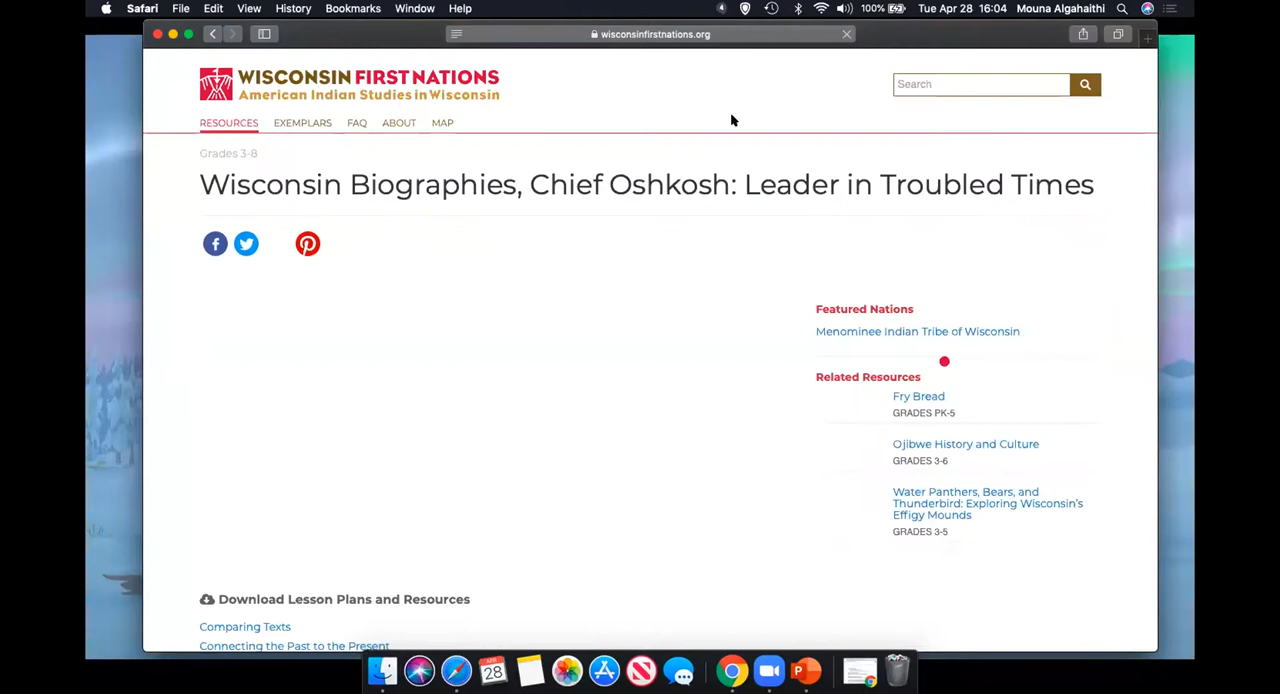 Safari File Edit View History Bookmarks Window Help 100% Tue Apr 28 16:04 Mouna Algahaithi
wisconsinfirstnations.org
WISCONSIN FIRST NATIONS
American Indian Studies in Wisconsin
Search
RESOURCES EXEMPLARS FAQ ABOUT MAP
Grades 3-8
Wisconsin Biographies, Chief Oshkosh: Leader in Troubled Times
Featured Nations
Menominee Indian Tribe of Wisconsin
Related Resources
Fry Bread
GRADES PK-5
Ojibwe History and Culture
GRADES 3-6
Water Panthers, Bears, and
Thunderbird: Exploring Wisconsin's
Effigy Mounds
GRADES 3-5
Download Lesson Plans and Resources
Comparing Texts
Connecting the Past to the Present
APR
28